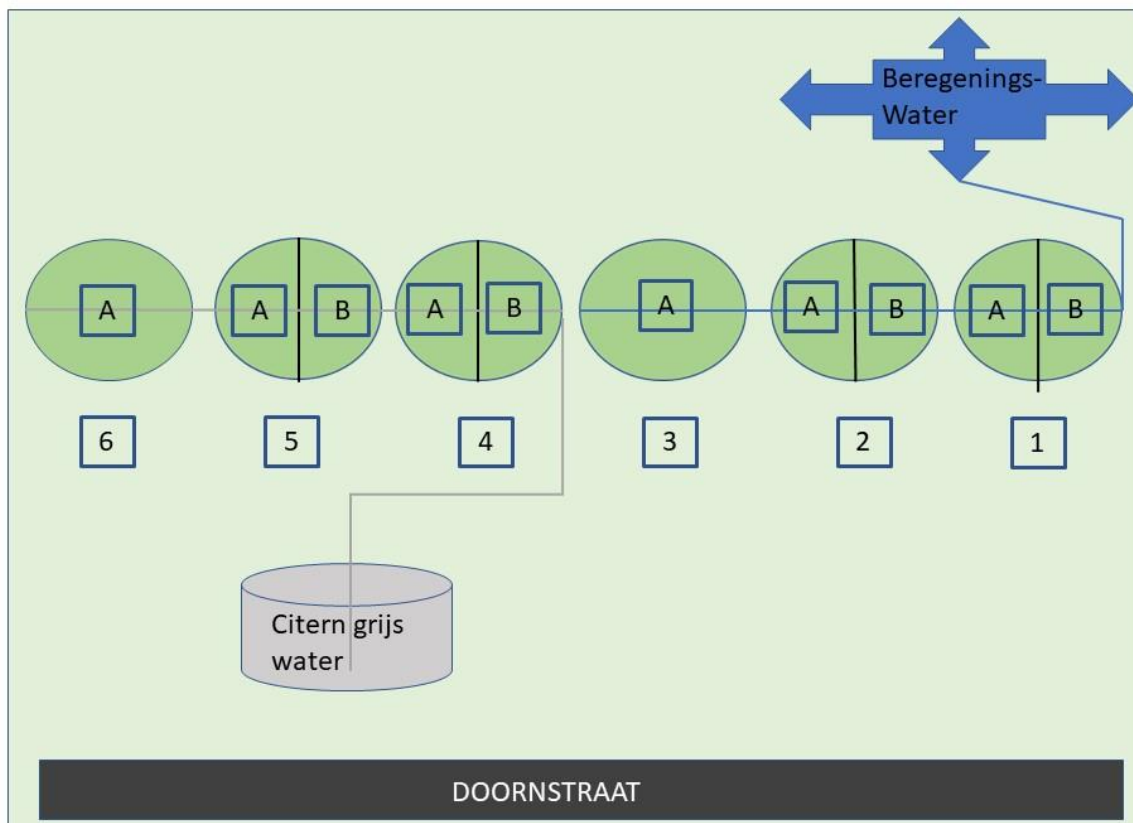 Beregenings-
Water
A
A B
A B
A
A B
A B
6 5 4 3 2 1
Citern grijs
water
DOORNSTRAAT